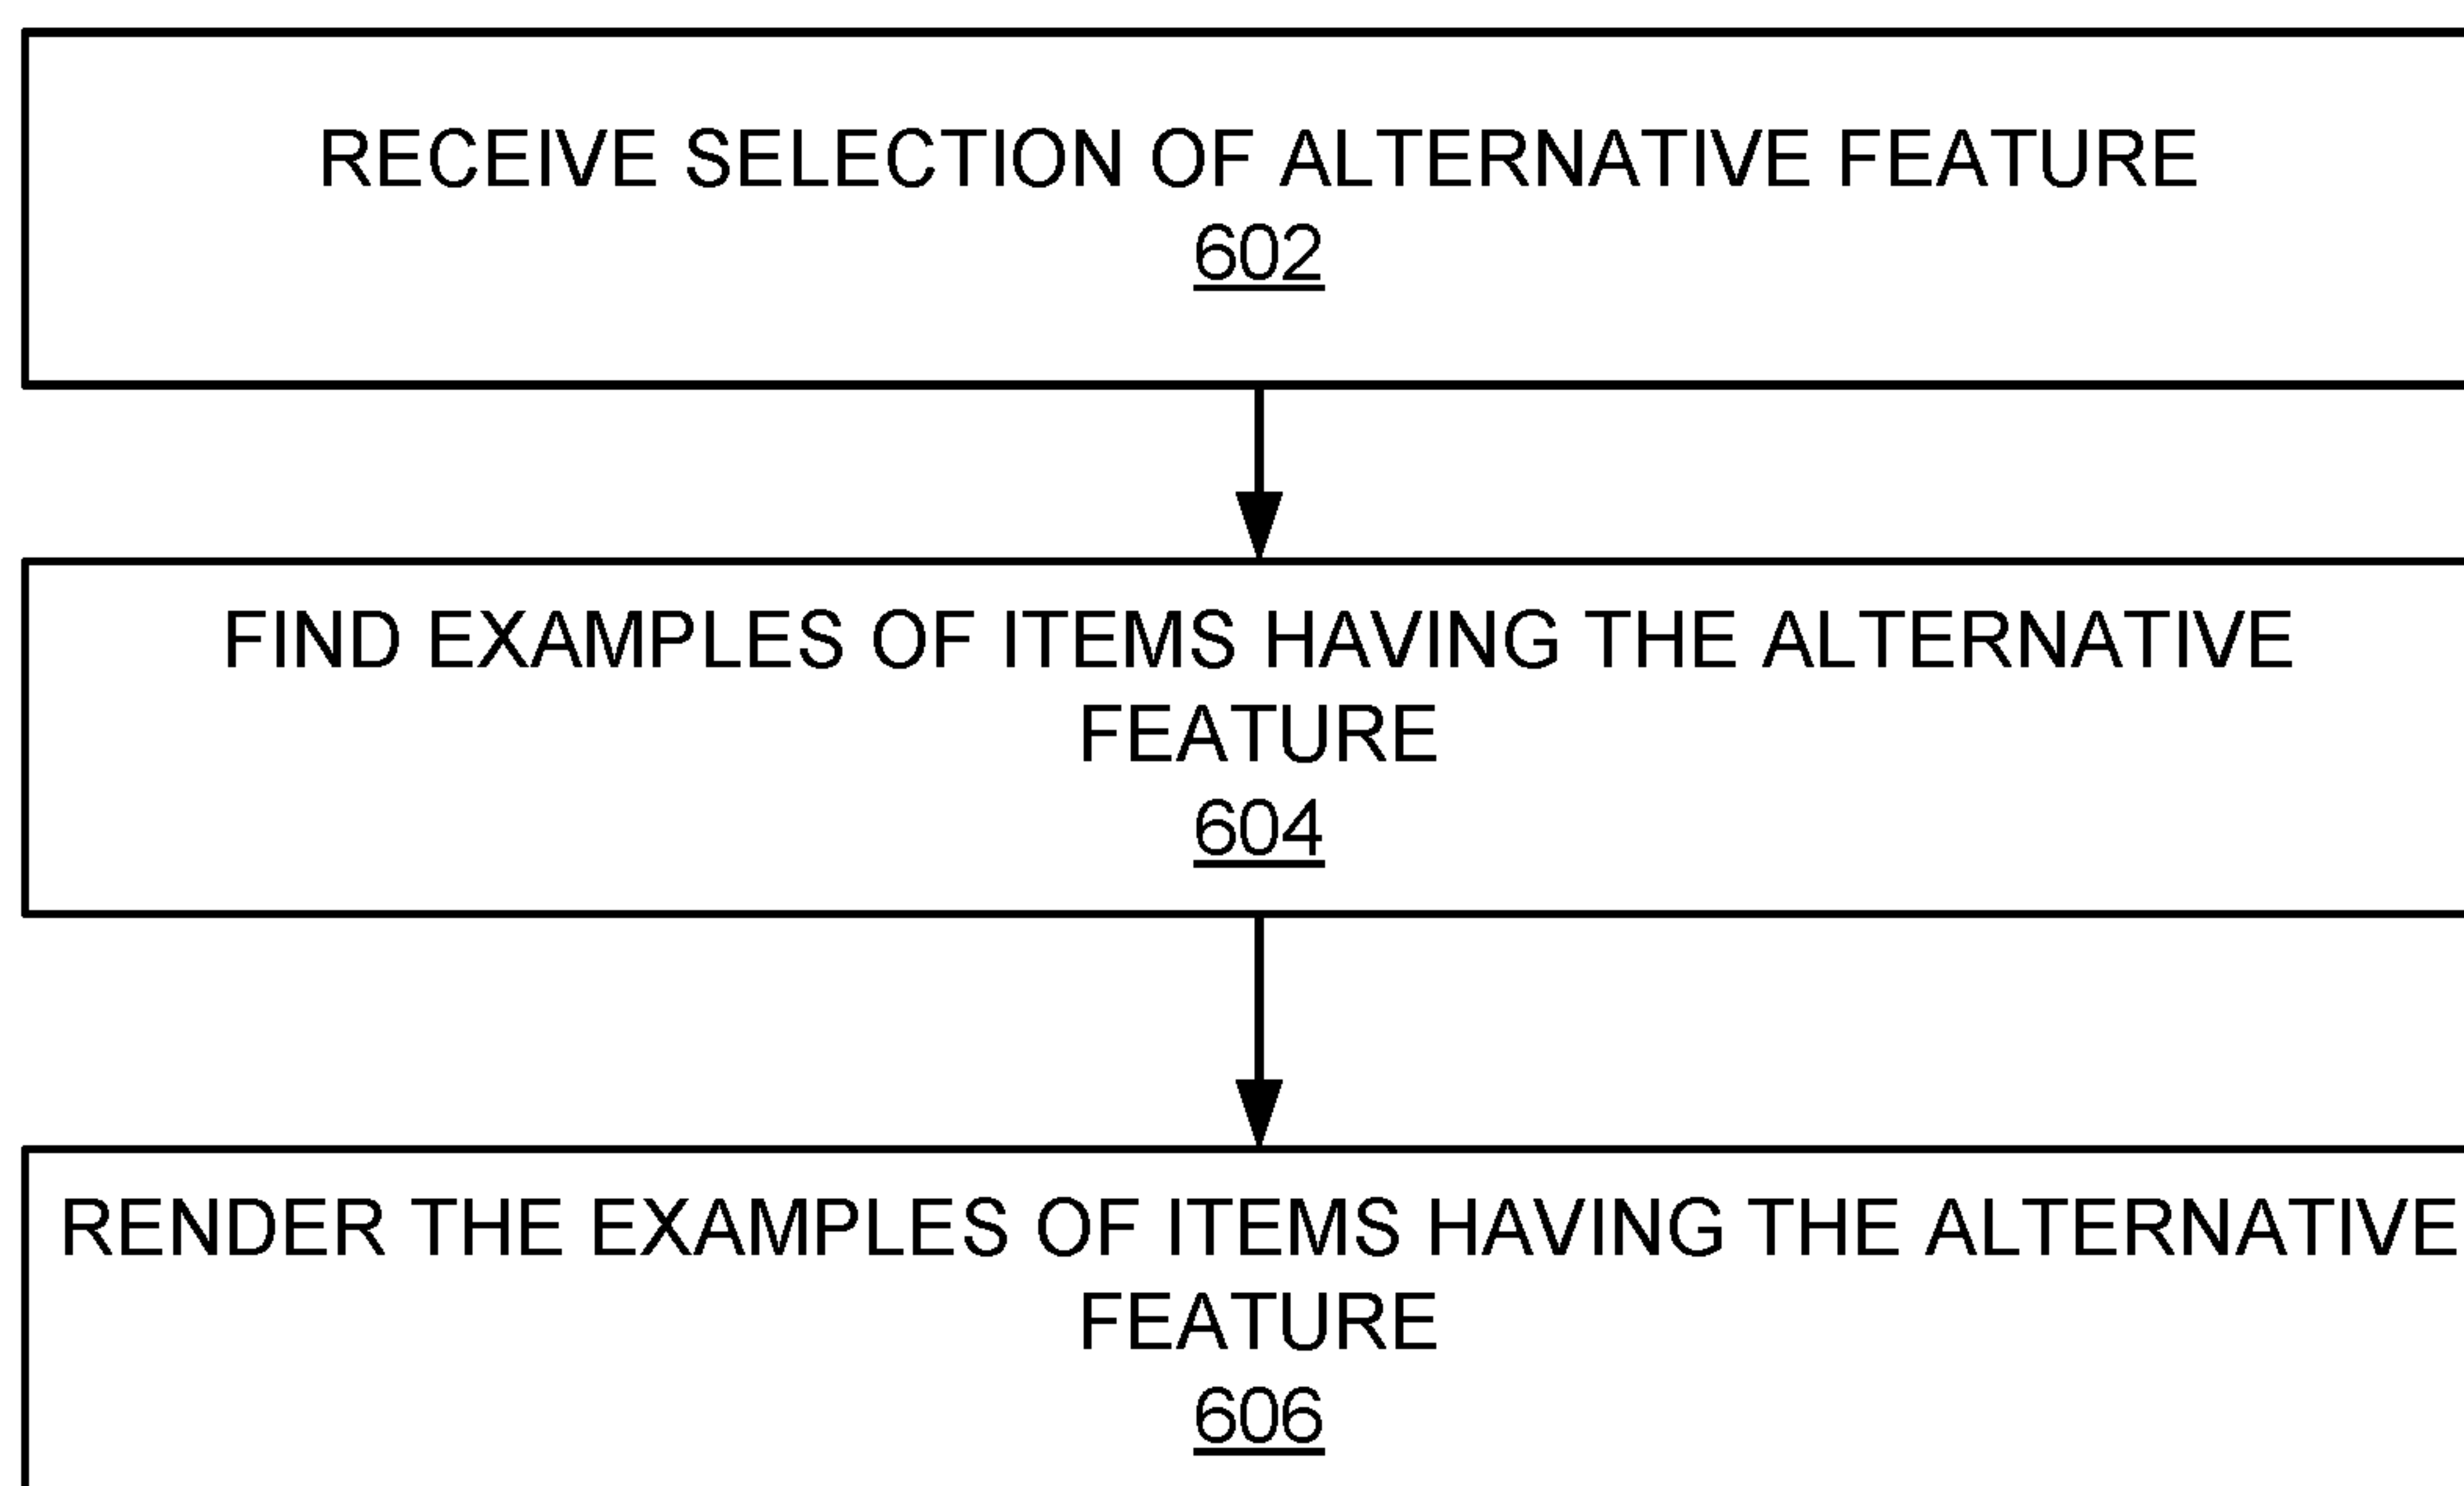 RECEIVE SELECTION OF ALTERNATIVE FEATURE
602
FIND EXAMPLES OF ITEMS HAVING THE ALTERNATIVE
FEATURE
604
RENDER THE EXAMPLES OF ITEMS HAVING THE ALTERNATIVE
FEATURE
606